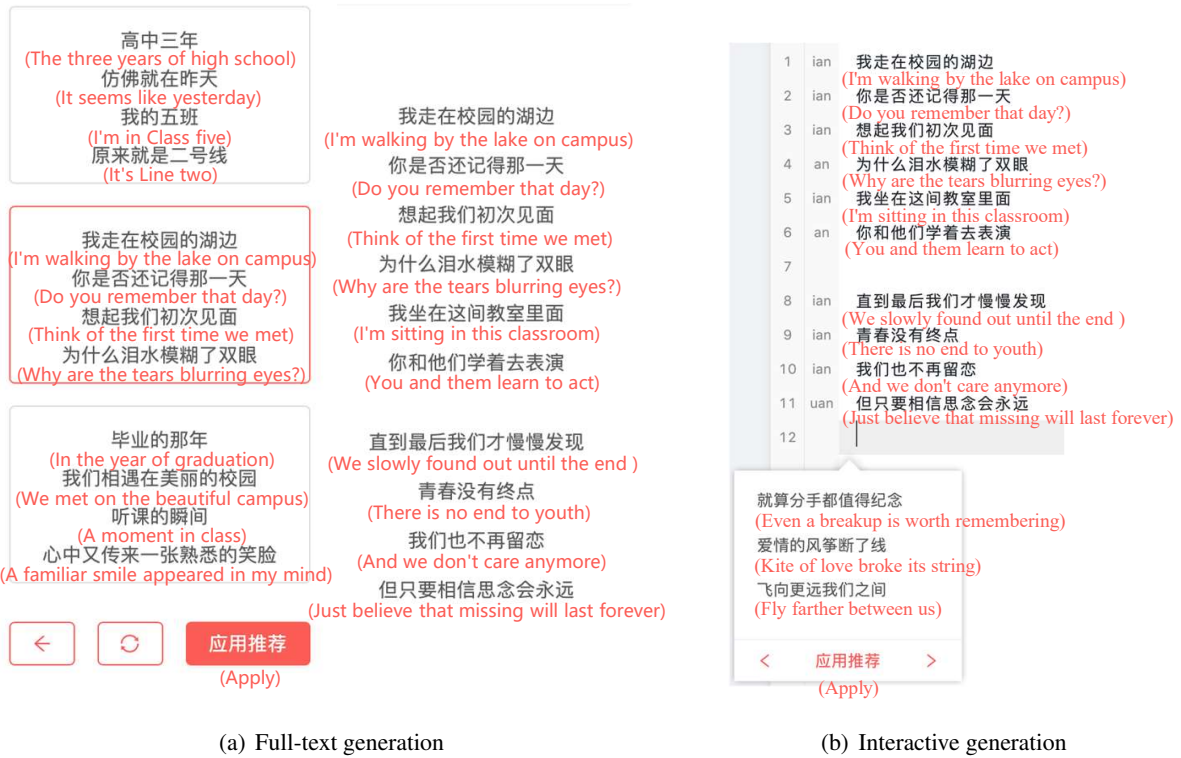 高中三年
(The three years of high school)
仿佛就在昨天
(It seems like yesterday)
我的五班
(I'm in Class five)
原来就是二号线
(It's Line two)
我走在校园的湖边
(I'm walking by the lake on campus)
你是否还记得那一天
(Do you remember that day?)
想起我们初次见面
(Think of the first time we met)
为什么泪水模糊了双眼
(Why are the tears blurring eyes?)
毕业的那年
(In the year of graduation)
我们相遇在美丽的校园
(We met on the beautiful campus)
听课的瞬间
(A moment in class)
心中又传来一张熟悉的笑脸
(A familiar smile appeared in my mind)
应用推荐
(Apply)
我走在校园的湖边
(I'm walking by the lake on campus)
你是否还记得那一天
(Do you remember that day?)
想起我们初次见面
(Think of the first time we met)
为什么泪水模糊了双眼
(Why are the tears blurring eyes?)
我坐在这间教室里面
(I'm sitting in this classroom)
你和他们学着去表演
(You and them learn to act)
直到最后我们才慢慢发现
(We slowly found out until the end )
青春没有终点
(There is no end to youth)
我们也不再留恋
(And we don't care anymore)
但只要相信思念会永远
(Just believe that missing will last forever)
(a) Full-text generation
1 ian 我走在校园的湖边
(I'm walking by the lake on campus)
2 ian 你是否还记得那一天
(Do you remember that day?)
3 ian 想起我们初次见面
(Think of the first time we met)
4 an 为什么泪水模糊了双眼
(Why are the tears blurring eyes?)
5 ian 我坐在这间教室里面
(I'm sitting in this classroom)
6 an 你和他们学着去表演
(You and them learn to act)
7
8 ian 直到最后我们才慢慢发现
(We slowly found out until the end )
9 ian 青春没有终点
(There is no end to youth)
10 ian 我们也不再留恋
(And we don't care anymore)
11 uan 但只要相信思念会永远
(Just believe that missing will last forever)
12
就算分手都值得纪念
(Even a breakup is worth remembering)
爱情的风筝断了线
(Kite of love broke its string)
飞向更远我们之间
(Fly farther between us)
< 应用推荐 >
(Apply)
(b) Interactive generation